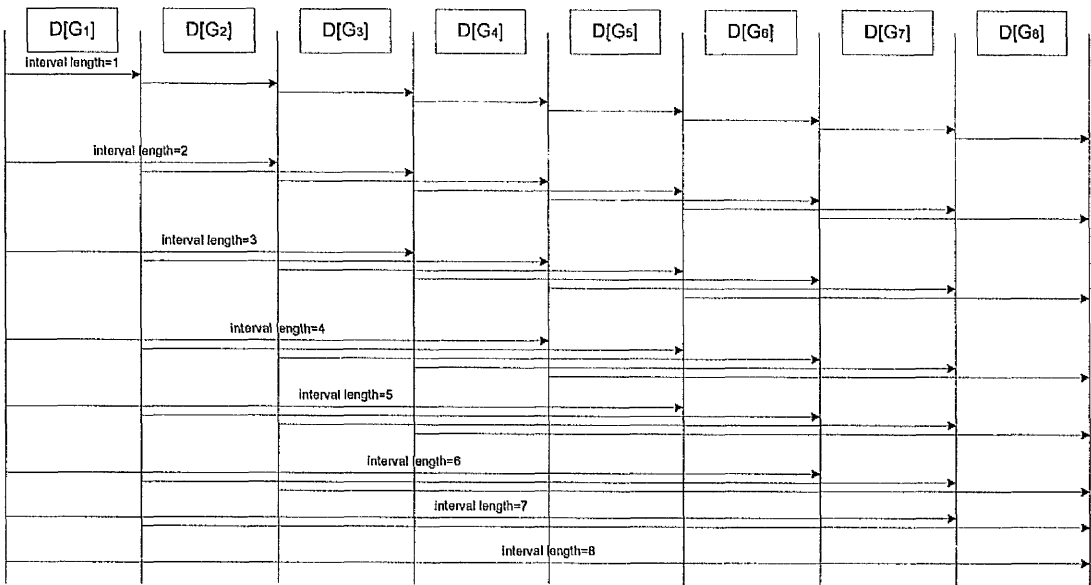 D[G1] D[G2] D[G3] D[G4] D[G5] D[G6] D[G7] D[G8]
interval length=1
interval length=2
interval length=3
interval length=4
interval length=5
interval length=6
interval length=7
interval length=8